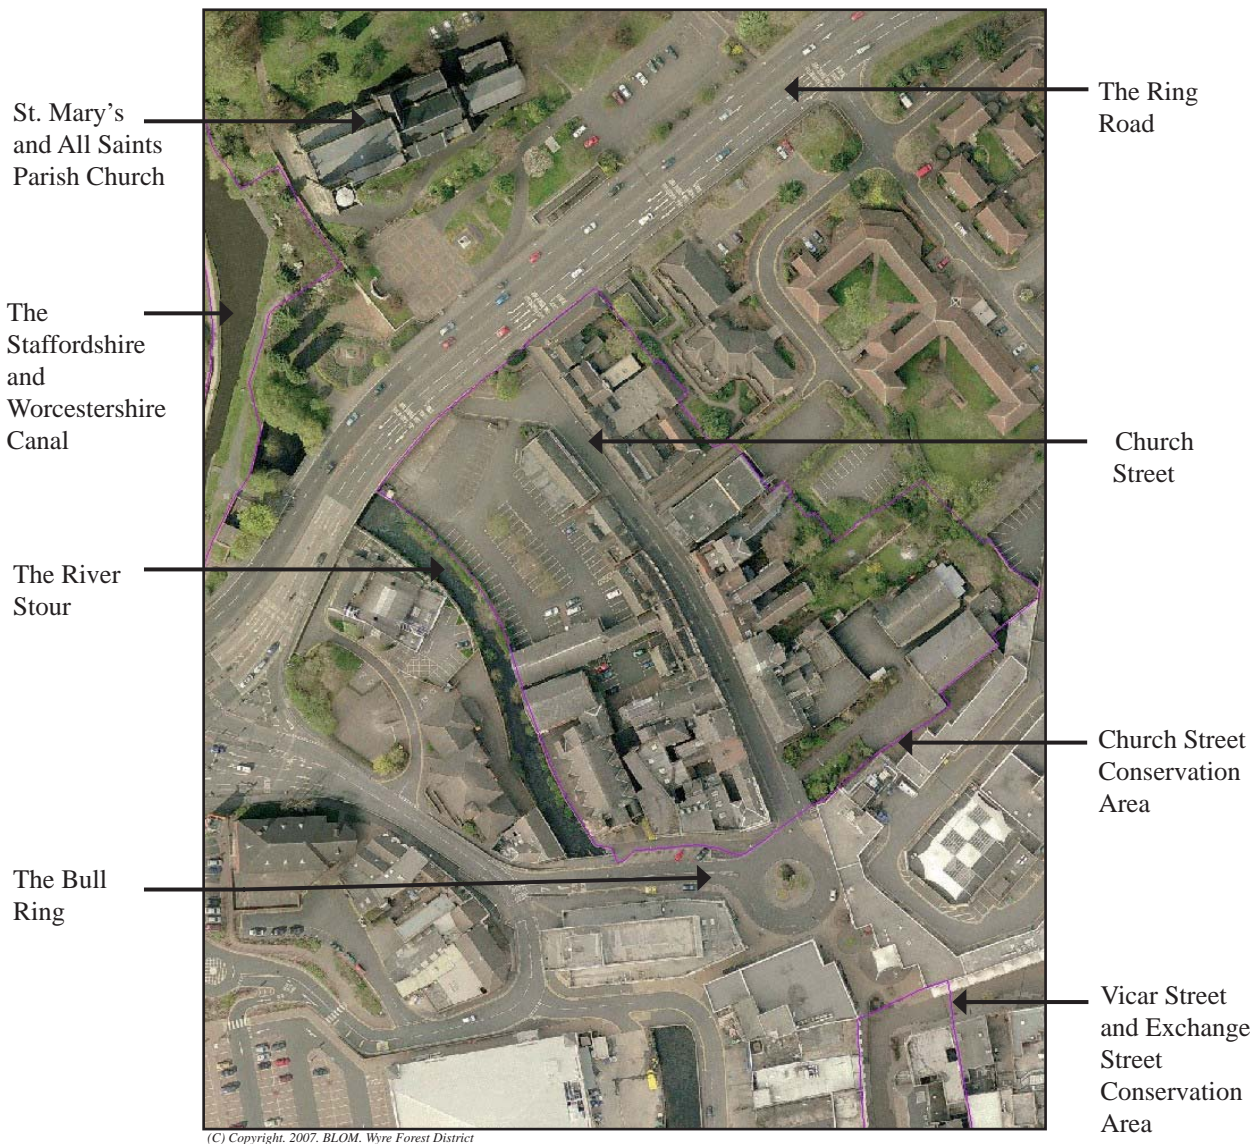 St. Mary's
and All Saints
Parish Church
The
Staffordshire
and
Worcestershire
Canal
The River
Stour
The Bull
Ring
The Ring
Road
Church
Street
Church Street
Conservation
Area
Vicar Street
and Exchange
Street
Conservation
Area
(C) Copyright. 2007. BLOM. Wyre Forest District